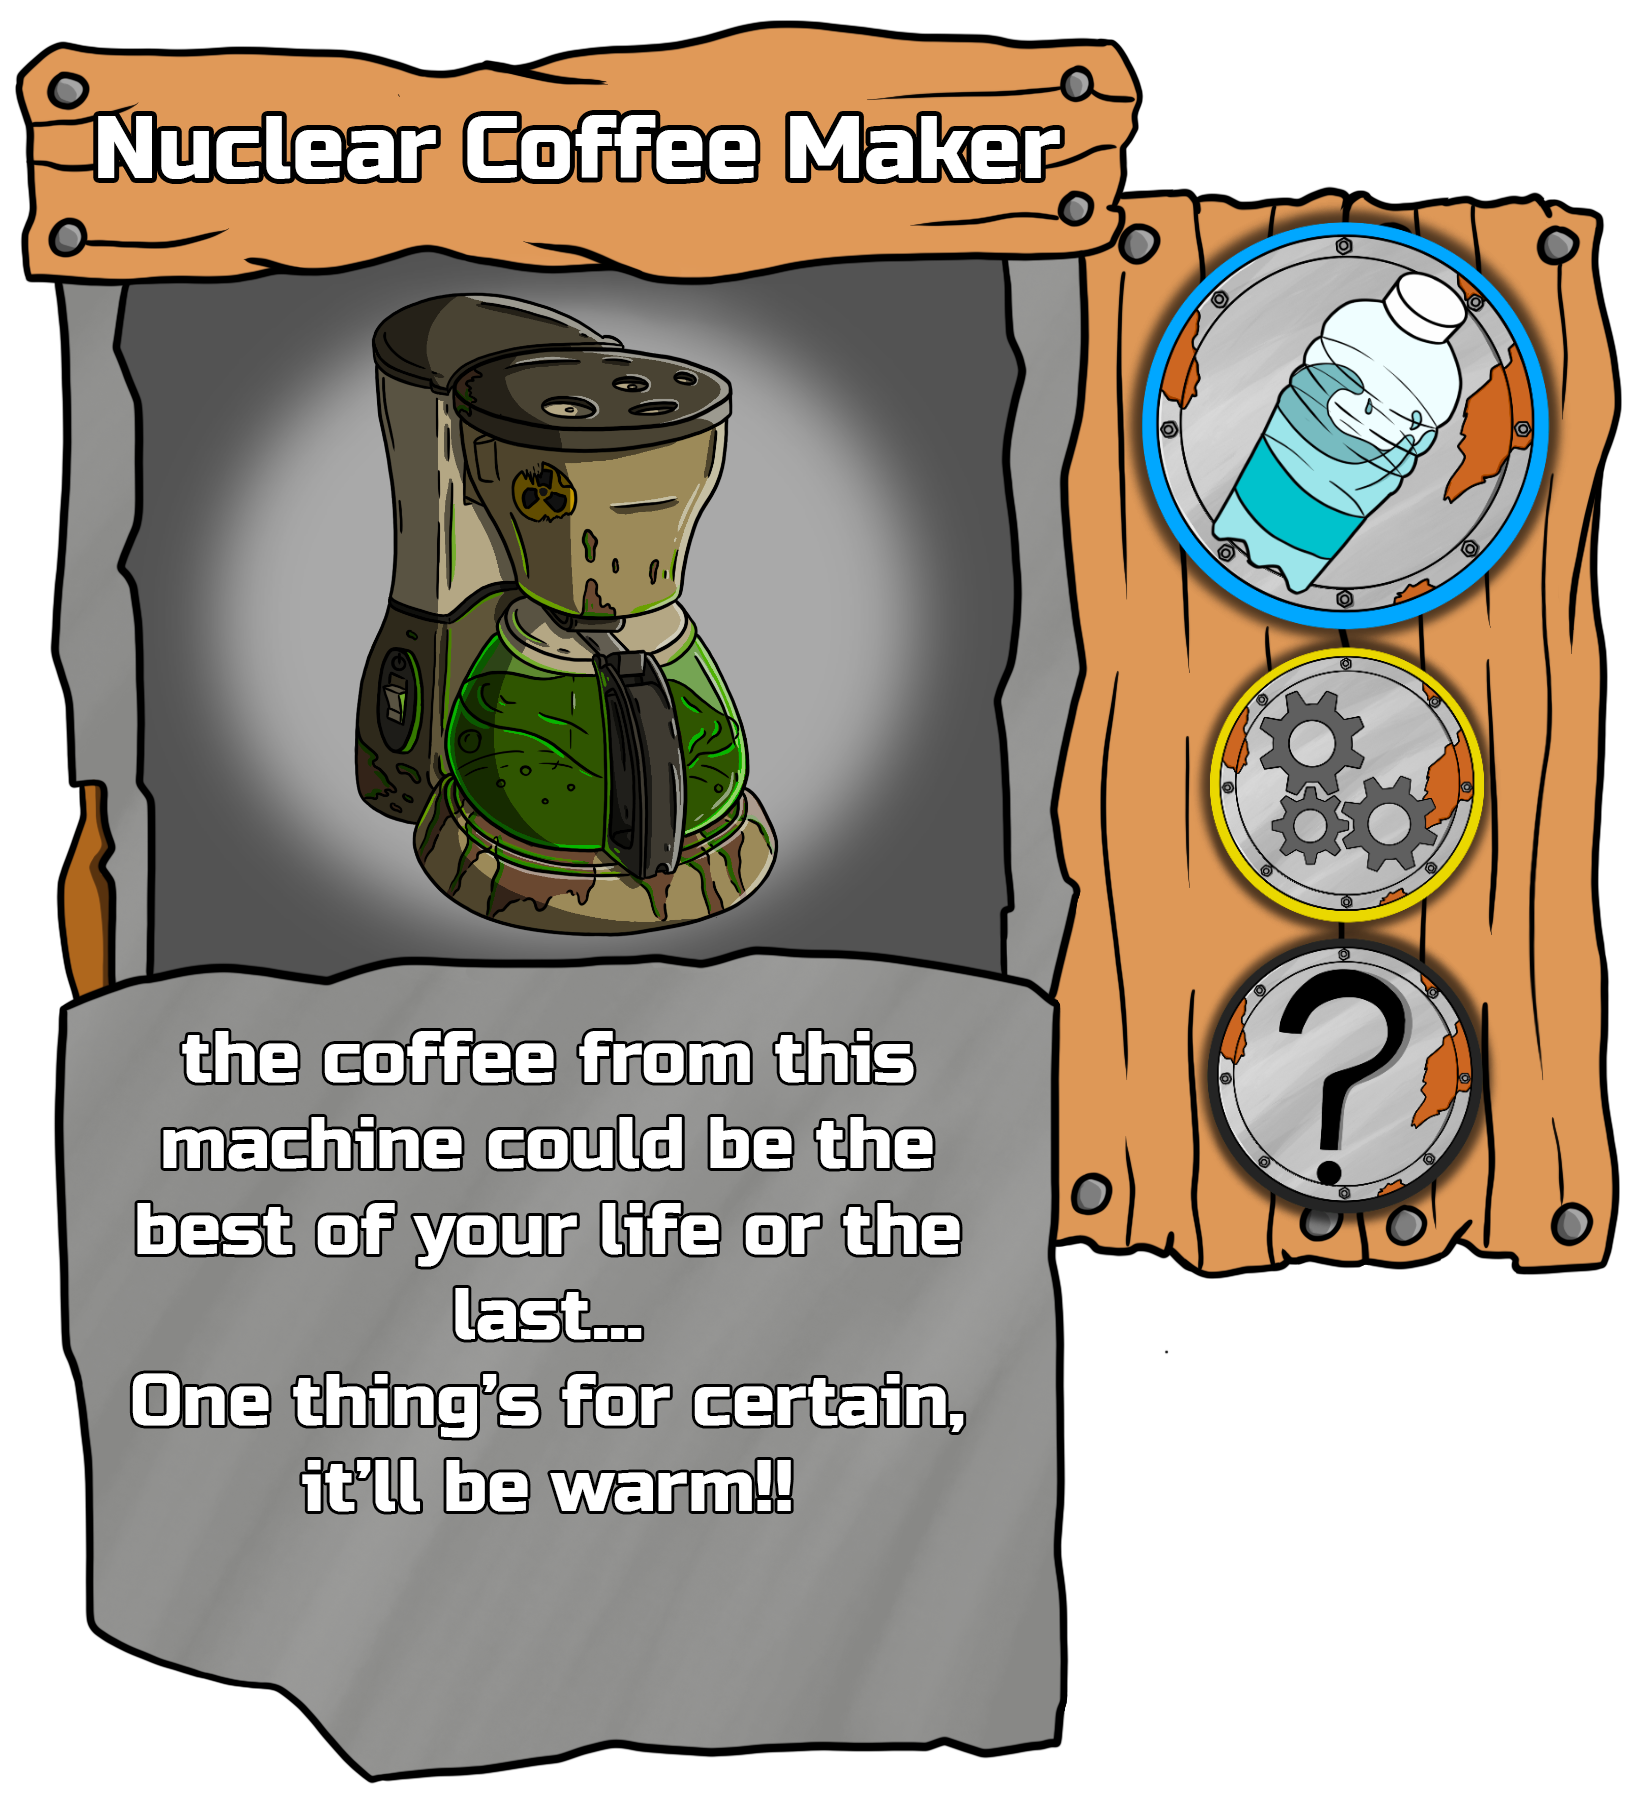 Nuclear Coffee Maker
the coffee from this
machine could be the
best of your life or the
last...
One thing’s for certain,
it’ll be warm!!
?